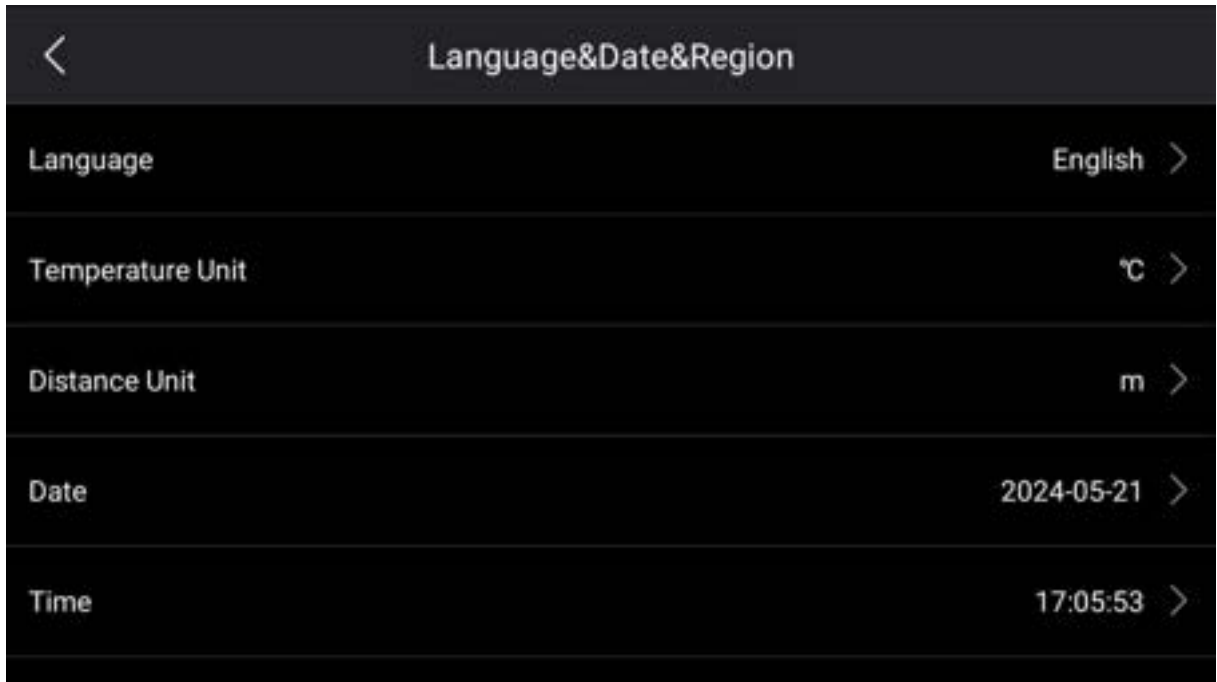 Language&Date&Region
Language English
Temperature Unit ℃
Distance Unit m
Date 2024-05-21
Time 17:05:53